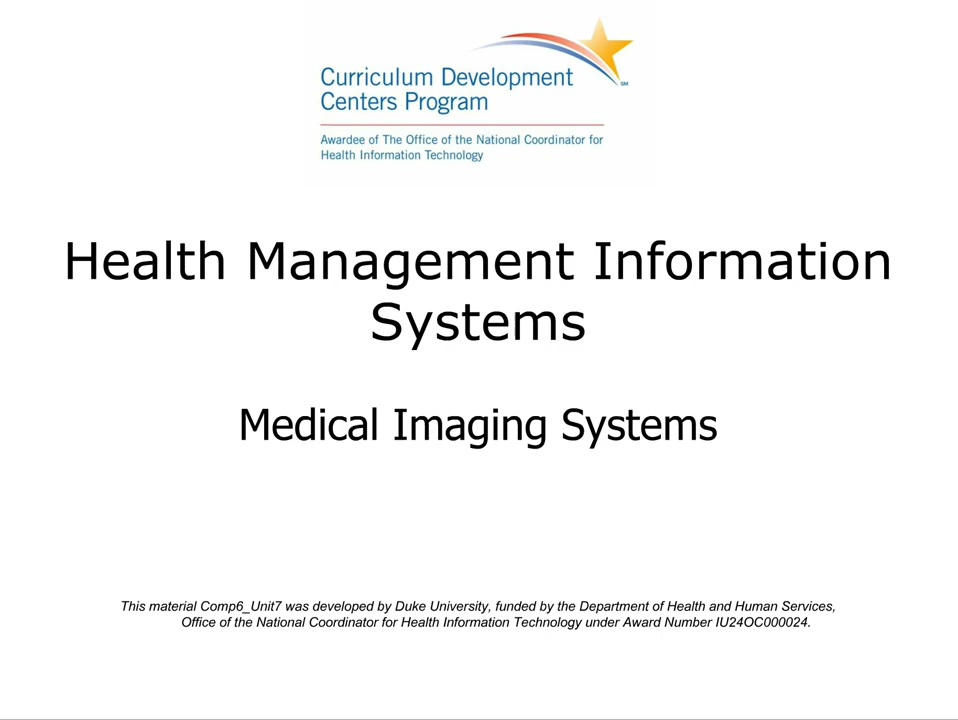 Curriculum Development
Centers Program
Awardee of The Office of the National Coordinator for
Health Information Technology
Health Management Information
Systems
Medical Imaging Systems
This material Comp6_Unit7 was developed by Duke University, funded by the Department of Health and Human Services,
Office of the National Coordinator for Health Information Technology under Award Number IU24OC000024.